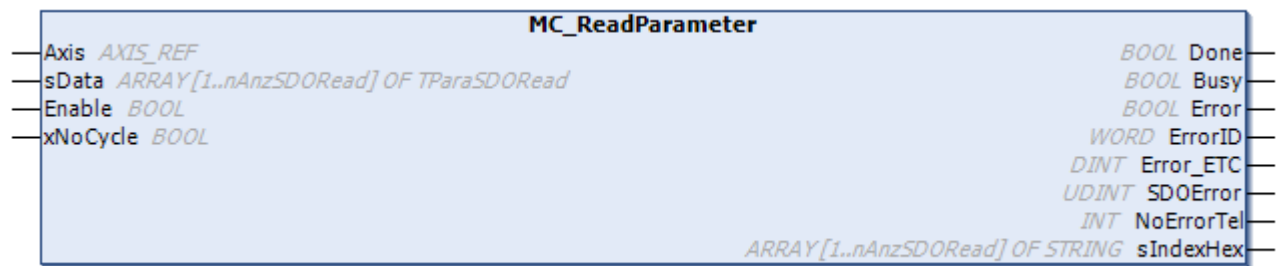 MC_ReadParameter
Axis AXIS_REF BOOL Done
sData ARRAY [1..nAnzSDORead] OF TParaSDORead BOOL Busy
Enable BOOL BOOL Error
xNoCycle BOOL WORD ErrorID
DINT Error_ETC
UDINT SDOError
INT NoErrorTel
ARRAY [1..nAnzSDORead] OF STRING sIndexHex